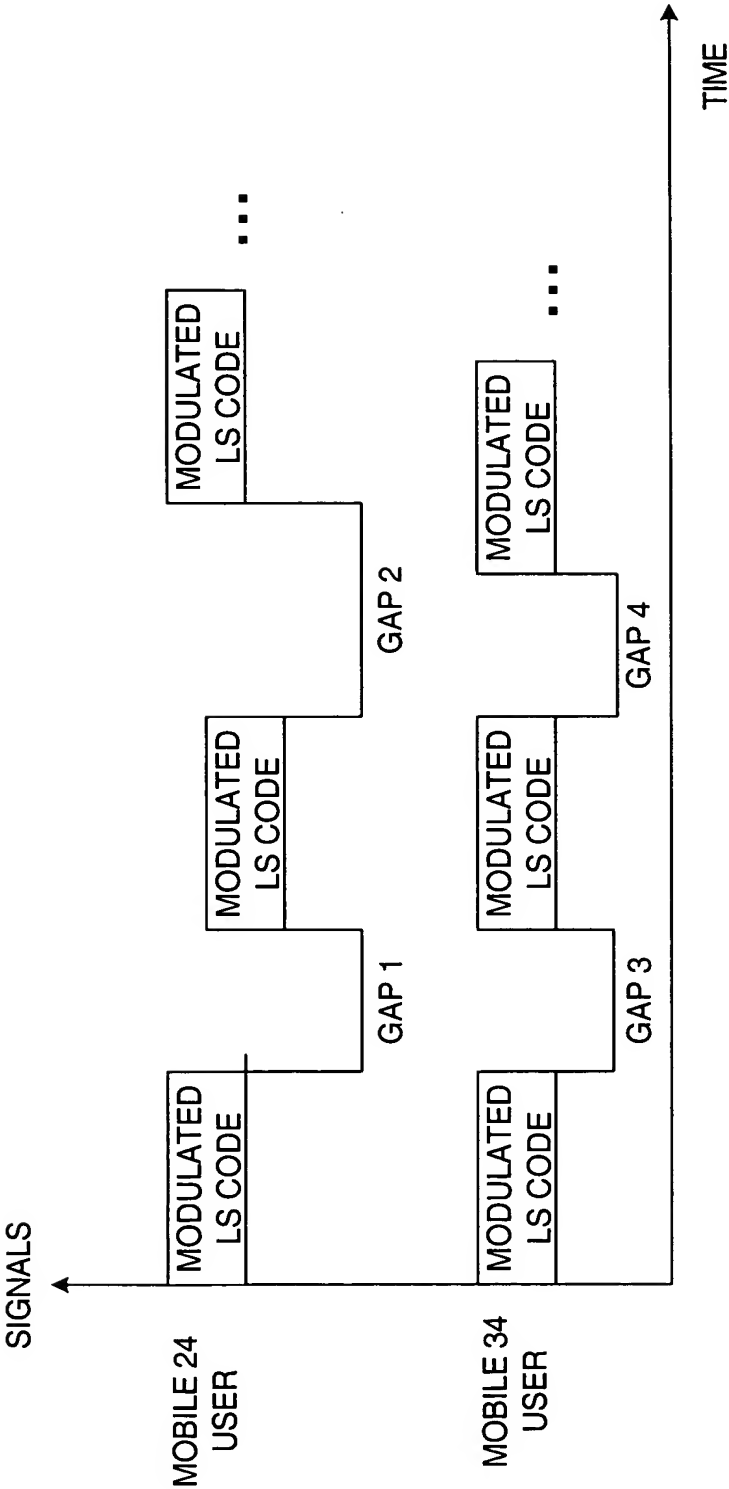 SIGNALS
MOBILE 24
USER
MODULATED
LS CODE
GAP 1
MODULATED
LS CODE
GAP 2
MODULATED
LS CODE
...
MOBILE 34
USER
MODULATED
LS CODE
GAP 3
MODULATED
LS CODE
GAP 4
MODULATED
LS CODE
...
TIME